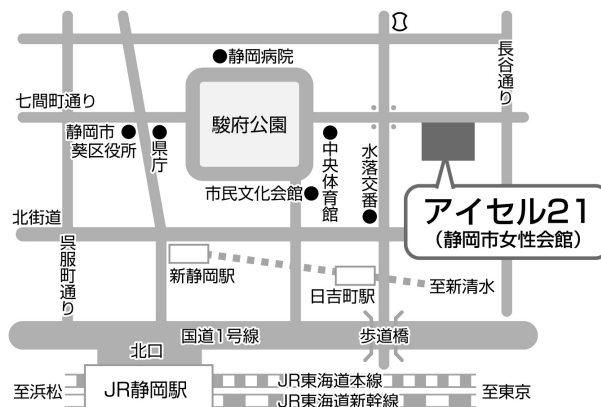 静岡病院
長谷通り
七間町通り
駿府公園
静岡市
葵区役所
県庁
中央体育館
水落交番
市民文化会館
アイセル21
(静岡市女性会館)
北街道
呉服町通り
新静岡駅
日吉町駅
至新清水
国道1号線
歩道橋
北口
JR静岡駅
JR東海道本線
至浜松
至東京
JR東海道新幹線